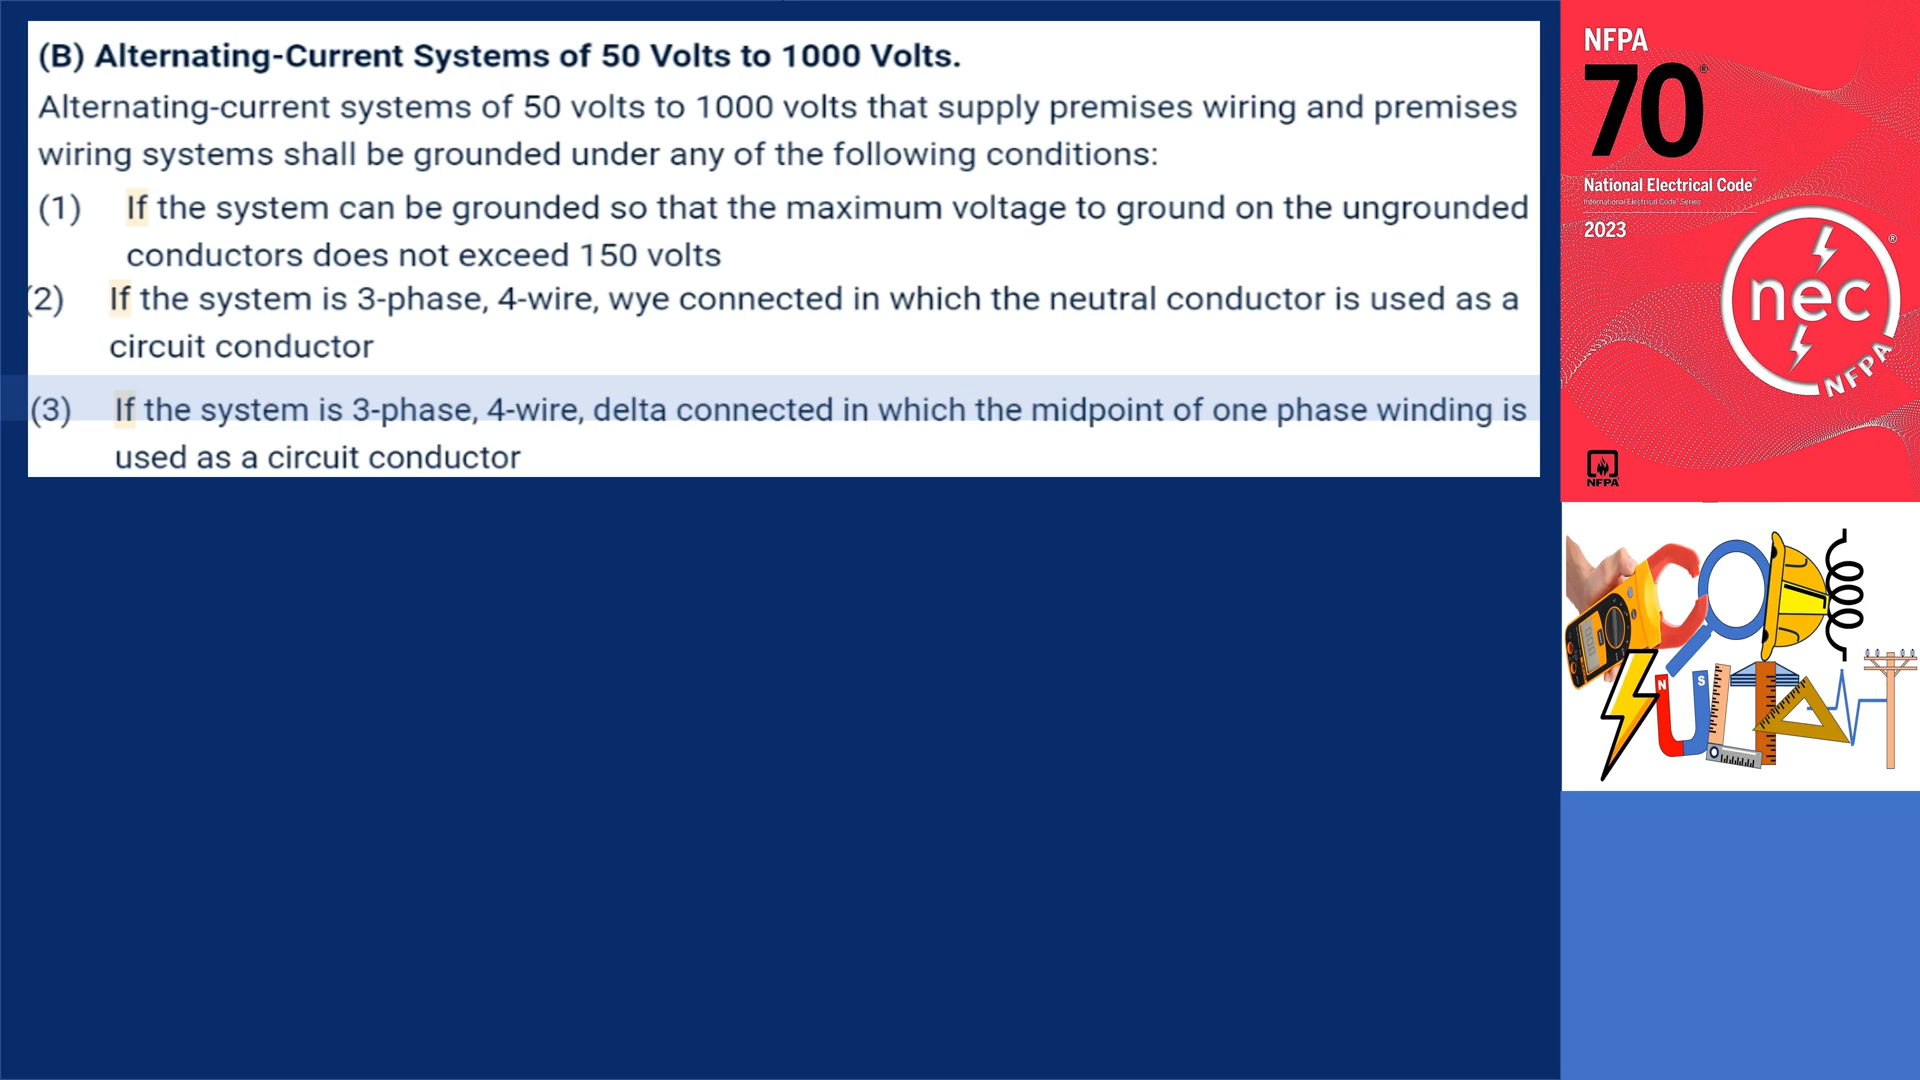 (B) Alternating-Current Systems of 50 Volts to 1000 Volts.
Alternating-current systems of 50 volts to 1000 volts that supply premises wiring and premises
wiring systems shall be grounded under any of the following conditions:
(1) If the system can be grounded so that the maximum voltage to ground on the ungrounded
conductors does not exceed 150 volts
(2) If the system is 3-phase, 4-wire, wye connected in which the neutral conductor is used as a
circuit conductor
(3) If the system is 3-phase, 4-wire, delta connected in which the midpoint of one phase winding is
used as a circuit conductor
NFPA
70®
National Electrical Code®
International Electrical Code® Series
2023
®
nec
NFPA
NFPA
N S